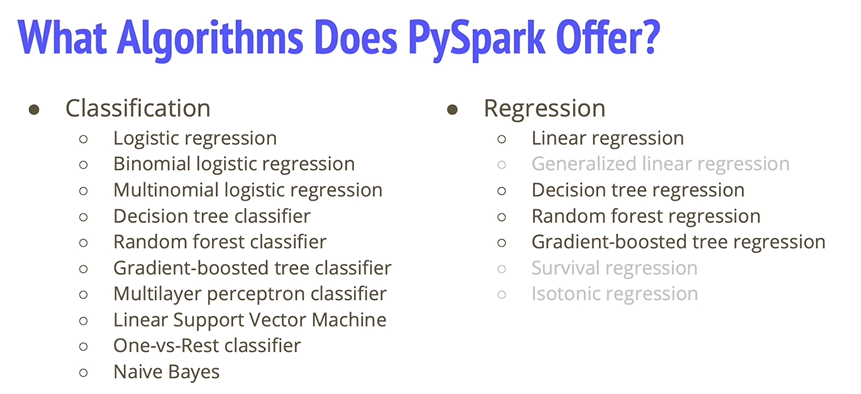 What Algorithms Does PySpark Offer?
● Classification
○ Logistic regression
○ Binomial logistic regression
○ Multinomial logistic regression
○ Decision tree classifier
○ Random forest classifier
○ Gradient-boosted tree classifier
○ Multilayer perceptron classifier
○ Linear Support Vector Machine
○ One-vs-Rest classifier
○ Naive Bayes
● Regression
○ Linear regression
○ Generalized linear regression
○ Decision tree regression
○ Random forest regression
○ Gradient-boosted tree regression
○ Survival regression
○ Isotonic regression